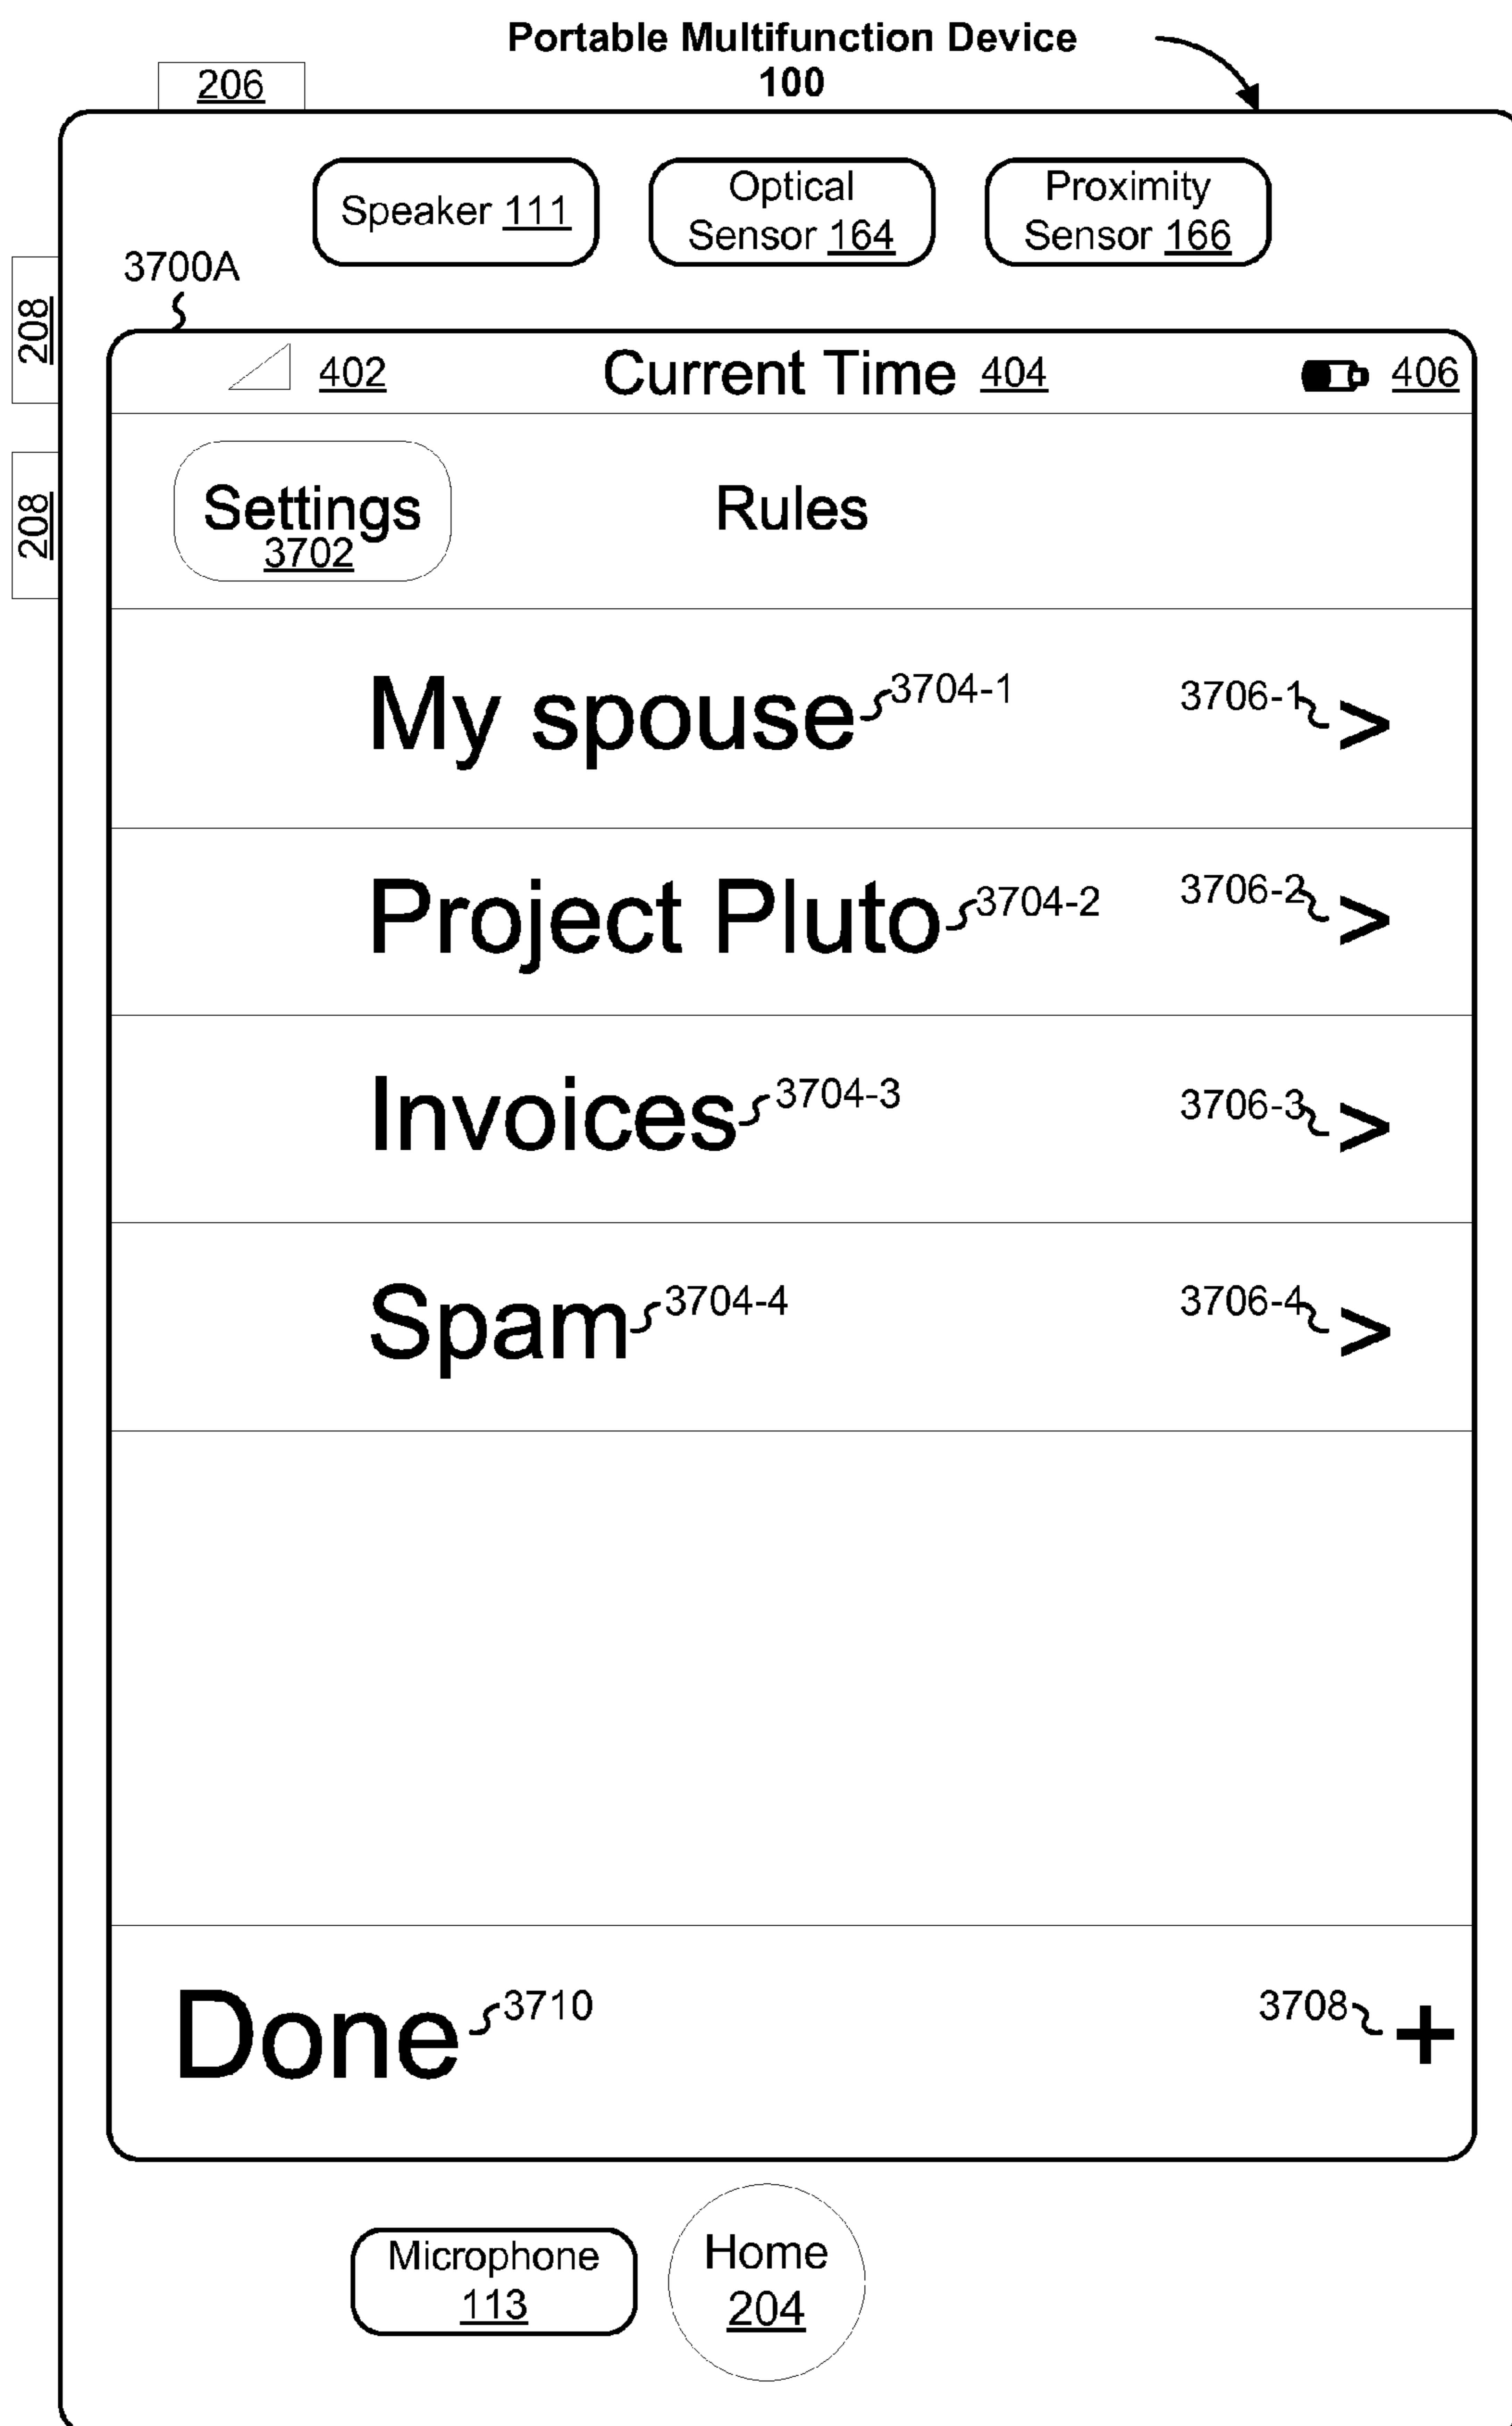 Portable Multifunction Device
100
206
Speaker 111
Optical
Sensor 164
Proximity
Sensor 166
3700A
208
402
Current Time 404
406
208
Settings
3702
Rules
My spouse
3704-1
3706-1
>
Project Pluto
3704-2
3706-2
>
Invoices
3704-3
3706-3
>
Spam
3704-4
3706-4
>
Done
3710
3708
+
Microphone
113
Home
204